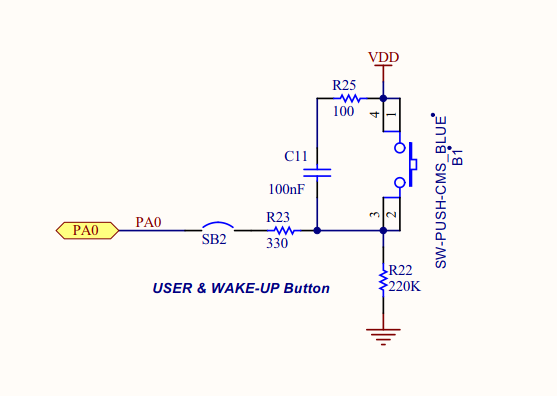 VDD
R25
100
4
1
C11
100nF
SW-PUSH-CMS_BLUE
B1
PA0
PA0
SB2
R23
330
3
2
R22
220K
USER & WAKE-UP Button